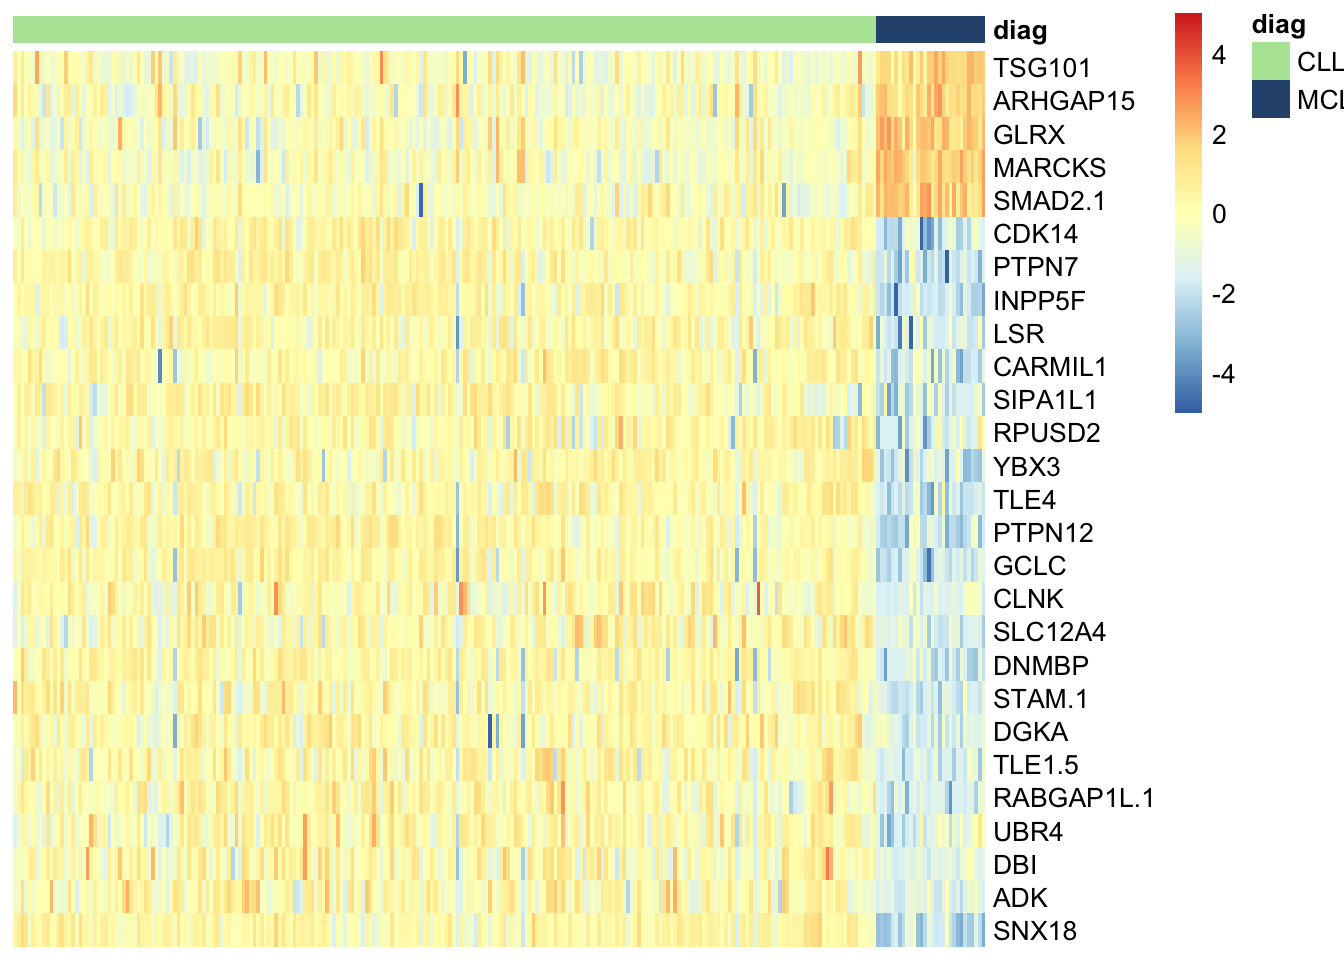 diag
TSG101
ARHGAP15
GLRX
MARCKS
SMAD2.1
CDK14
PTPN7
INPP5F
LSR
CARMIL1
SIPA1L1
RPUSD2
YBX3
TLE4
PTPN12
GCLC
CLNK
SLC12A4
DNMBP
STAM.1
DGKA
TLE1.5
RABGAP1L.1
UBR4
DBI
ADK
SNX18
4
2
0
-2
-4
diag
CLL
MCL